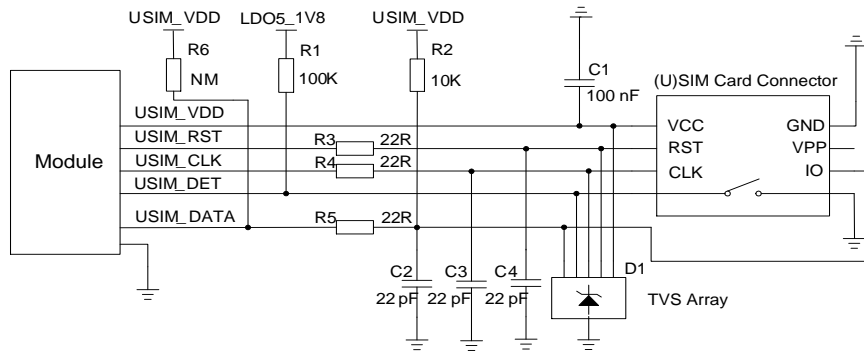 USIM_VDD LDO5_1V8 USIM_VDD
R6 R1 R2
NM 100K 10K
C1
100 nF
(U)SIM Card Connector
Module
USIM_VDD
USIM_RST R3 22R
USIM_CLK R4 22R
USIM_DET
USIM_DATA R5 22R
VCC GND
RST VPP
CLK IO
C2 C3 C4 D1
22 pF 22 pF 22 pF
TVS Array